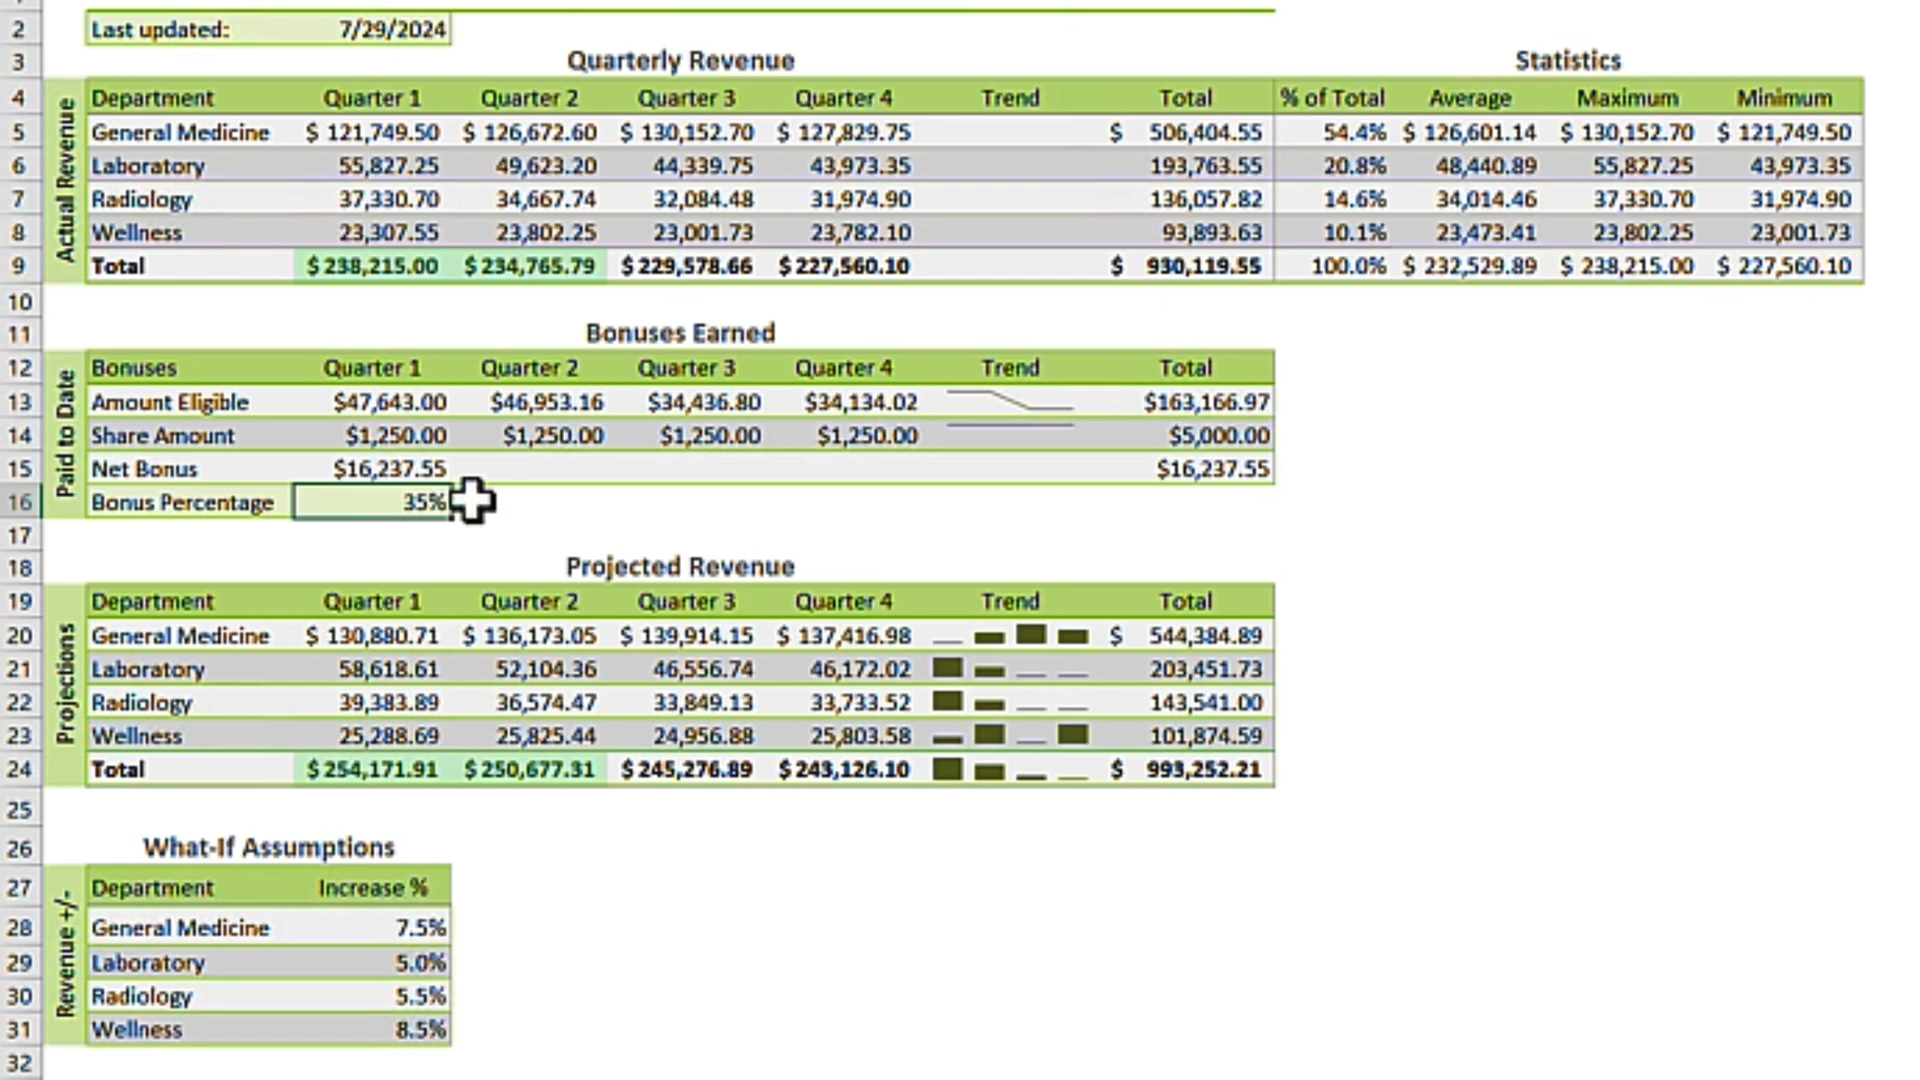 2 Last updated: 7/29/2024
3 Quarterly Revenue Statistics
Actual Revenue
4 Department Quarter 1 Quarter 2 Quarter 3 Quarter 4 Trend Total % of Total Average Maximum Minimum
5 General Medicine $ 121,749.50 $ 126,672.60 $ 130,152.70 $ 127,829.75 $ 506,404.55 54.4% $ 126,601.14 $ 130,152.70 $ 121,749.50
6 Laboratory 55,827.25 49,623.20 44,339.75 43,973.35 193,763.55 20.8% 48,440.89 55,827.25 43,973.35
7 Radiology 37,330.70 34,667.74 32,084.48 31,974.90 136,057.82 14.6% 34,014.46 37,330.70 31,974.90
8 Wellness 23,307.55 23,802.25 23,001.73 23,782.10 93,893.63 10.1% 23,473.41 23,802.25 23,001.73
9 Total $ 238,215.00 $ 234,765.79 $ 229,578.66 $ 227,560.10 $ 930,119.55 100.0% $ 232,529.89 $ 238,215.00 $ 227,560.10
10
11 Bonuses Earned
Paid to Date
12 Bonuses Quarter 1 Quarter 2 Quarter 3 Quarter 4 Trend Total
13 Amount Eligible $47,643.00 $46,953.16 $34,436.80 $34,134.02 $163,166.97
14 Share Amount $1,250.00 $1,250.00 $1,250.00 $1,250.00 $5,000.00
15 Net Bonus $16,237.55 $16,237.55
16 Bonus Percentage 35%
17
18 Projected Revenue
Projections
19 Department Quarter 1 Quarter 2 Quarter 3 Quarter 4 Trend Total
20 General Medicine $ 130,880.71 $ 136,173.05 $ 139,914.15 $ 137,416.98 $ 544,384.89
21 Laboratory 58,618.61 52,104.36 46,556.74 46,172.02 203,451.73
22 Radiology 39,383.89 36,574.47 33,849.13 33,733.52 143,541.00
23 Wellness 25,288.69 25,825.44 24,956.88 25,803.58 101,874.59
24 Total $ 254,171.91 $ 250,677.31 $ 245,276.89 $ 243,126.10 $ 993,252.21
25
26 What-If Assumptions
Revenue +/-
27 Department Increase %
28 General Medicine 7.5%
29 Laboratory 5.0%
30 Radiology 5.5%
31 Wellness 8.5%
32